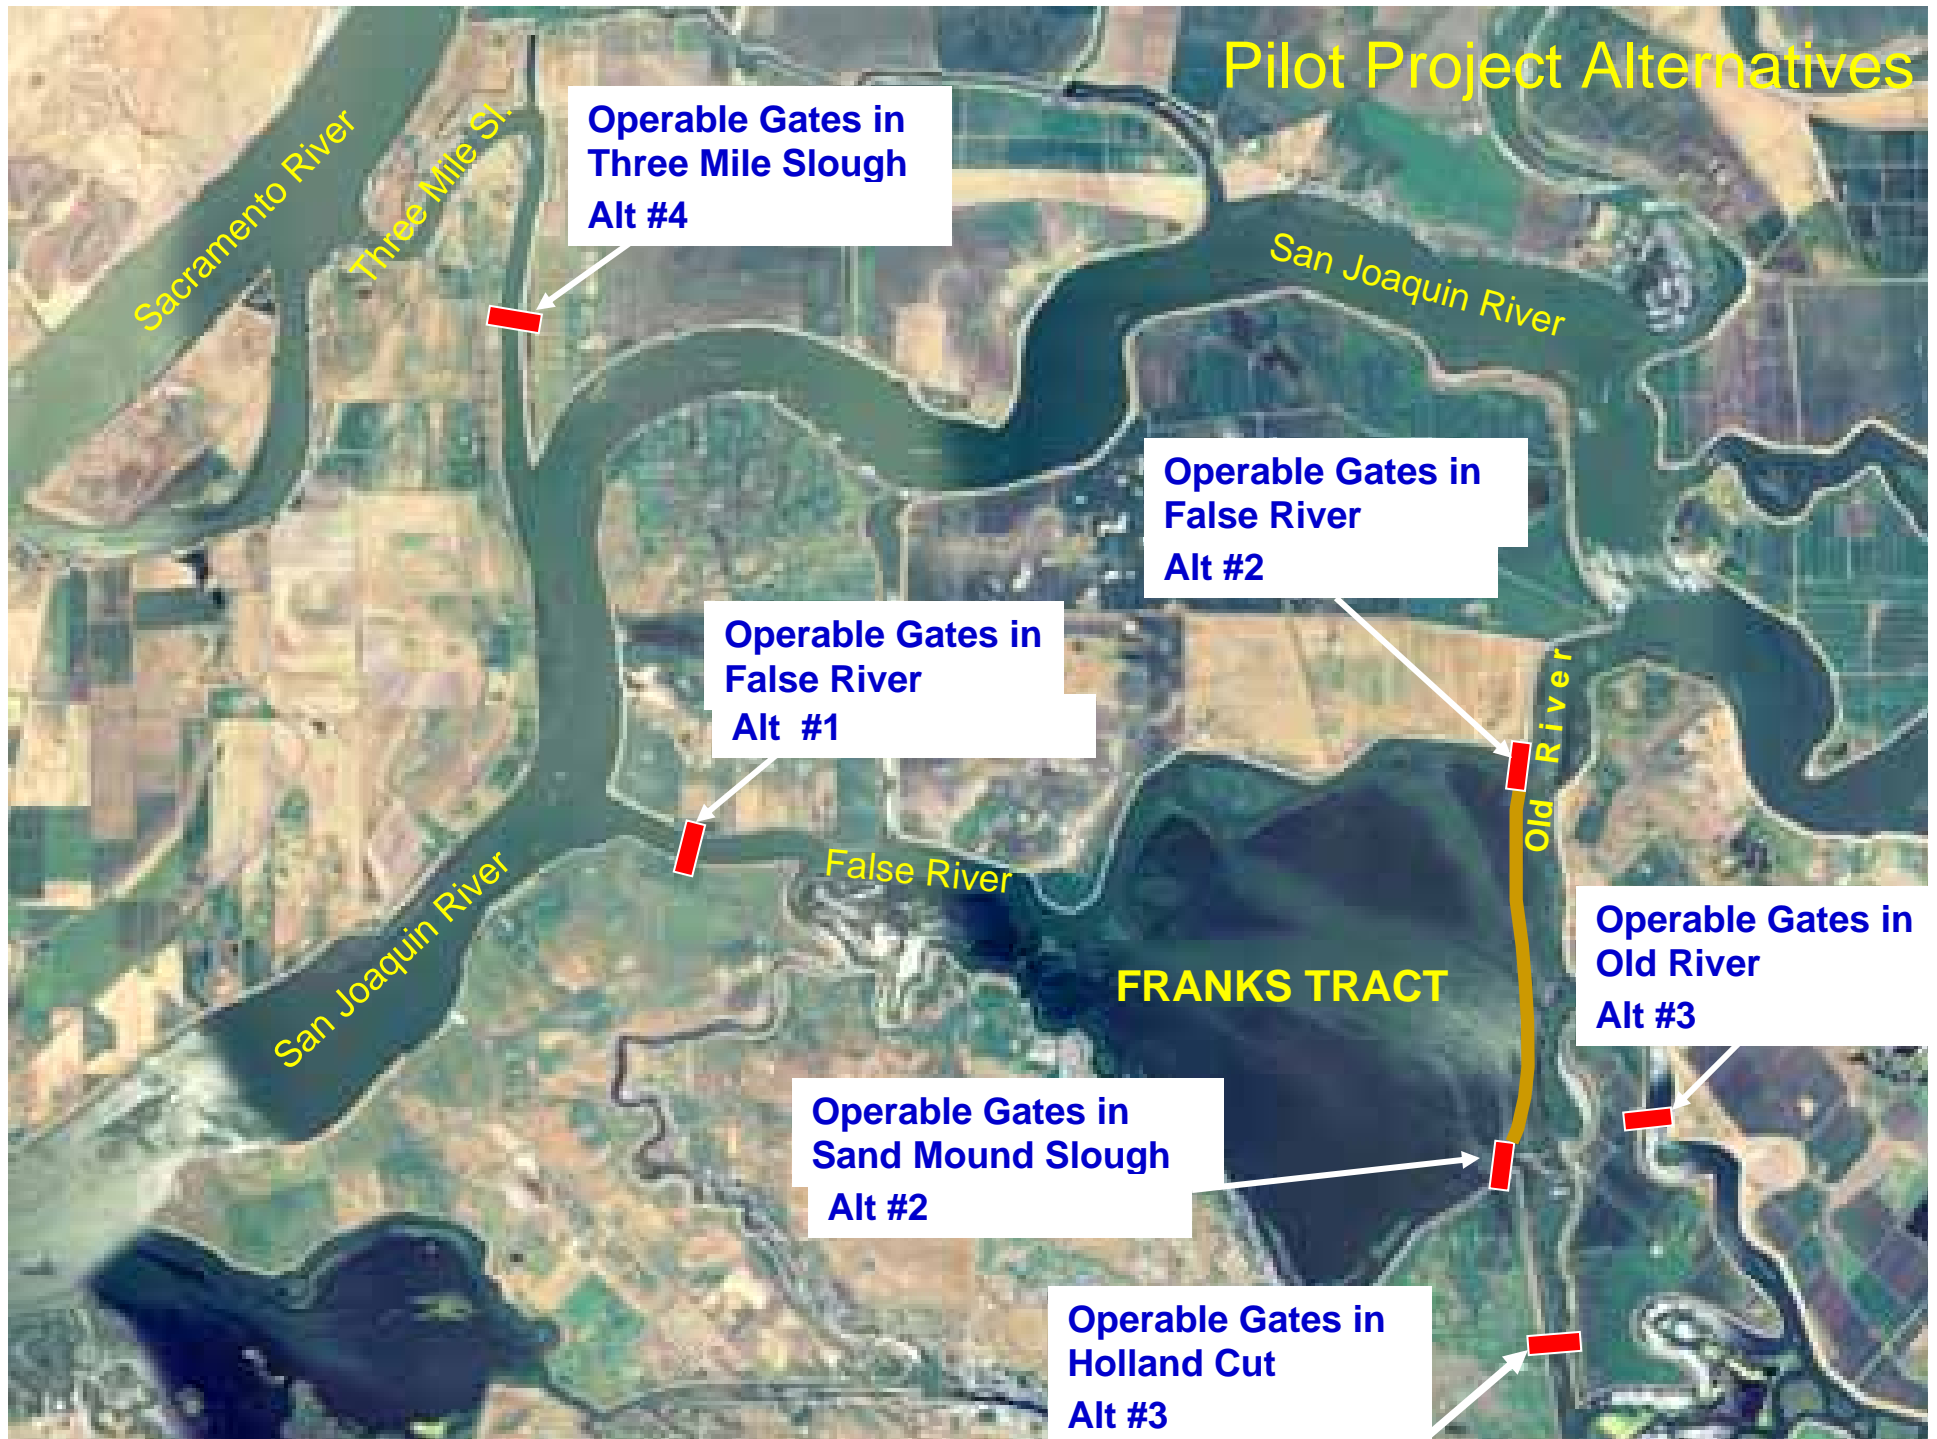 Pilot Project Alternatives
Operable Gates in
Three Mile Slough
Alt #4
Sacramento River
Three Mile Sl.
San Joaquin River
Operable Gates in
False River
Alt #2
Operable Gates in
False River
Alt #1
Old River
False River
San Joaquin River
FRANKS TRACT
Operable Gates in
Old River
Alt #3
Operable Gates in
Sand Mound Slough
Alt #2
Operable Gates in
Holland Cut
Alt #3